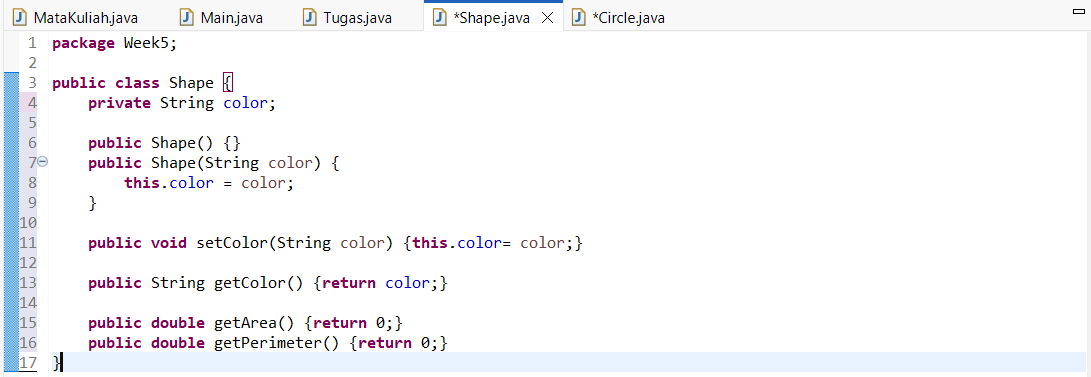 MataKuliah.java Main.java Tugas.java *Shape.java *Circle.java
1 package Week5;
2
3 public class Shape {
4     private String color;
5
6     public Shape() {}
7     public Shape(String color) {
8         this.color = color;
9     }
10
11     public void setColor(String color) {this.color= color;}
12
13     public String getColor() {return color;}
14
15     public double getArea() {return 0;}
16     public double getPerimeter() {return 0;}
17 }